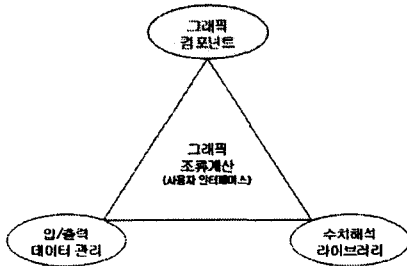 그래픽
컴포넌트
그래픽
조류계산
(사용자 인터페이스)
입/출력
데이터 관리
수치해석
라이브러리